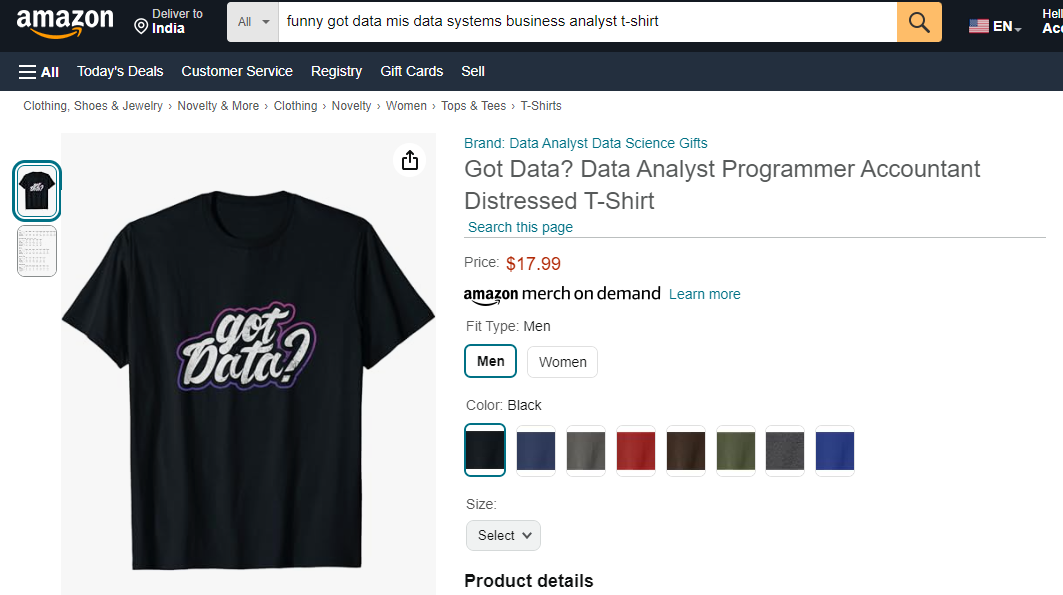 amazon
Deliver to
India
All
funny got data mis data systems business analyst t-shirt
EN
All
Today's Deals
Customer Service
Registry
Gift Cards
Sell
Clothing, Shoes & Jewelry › Novelty & More › Clothing › Novelty › Women › Tops & Tees › T-Shirts
got
Data?
Brand: Data Analyst Data Science Gifts
Got Data? Data Analyst Programmer Accountant
Distressed T-Shirt
Search this page
Price: $17.99
amazon merch on demand Learn more
Fit Type: Men
Men
Women
Color: Black
Size:
Select
Product details